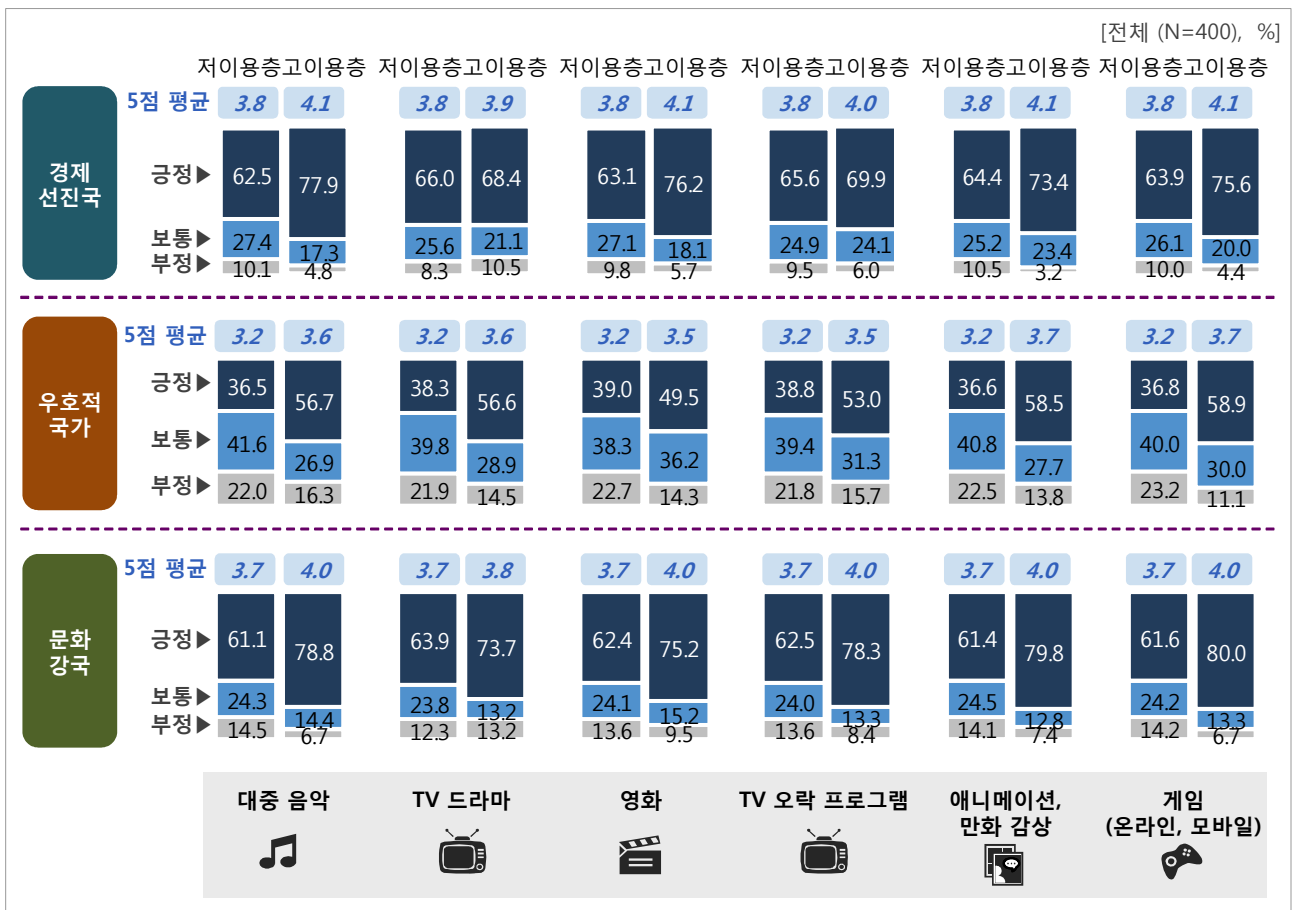 [전체 (N=400), %]
저이용층고이용층 저이용층고이용층 저이용층고이용층 저이용층고이용층 저이용층고이용층 저이용층고이용층
5점 평균 3.8 4.1 3.8 3.9 3.8 4.1 3.8 4.0 3.8 4.1 3.8 4.1
경제
선진국
긍정▶ 62.5 77.9 66.0 68.4 63.1 76.2 65.6 69.9 64.4 73.4 63.9 75.6
보통▶ 27.4 17.3 25.6 21.1 27.1 18.1 24.9 24.1 25.2 23.4 26.1 20.0
부정▶ 10.1 4.8 8.3 10.5 9.8 5.7 9.5 6.0 10.5 3.2 10.0 4.4
5점 평균 3.2 3.6 3.2 3.6 3.2 3.5 3.2 3.5 3.2 3.7 3.2 3.7
우호적
국가
긍정▶ 36.5 56.7 38.3 56.6 39.0 49.5 38.8 53.0 36.6 58.5 36.8 58.9
보통▶ 41.6 26.9 39.8 28.9 38.3 36.2 39.4 31.3 40.8 27.7 40.0 30.0
부정▶ 22.0 16.3 21.9 14.5 22.7 14.3 21.8 15.7 22.5 13.8 23.2 11.1
5점 평균 3.7 4.0 3.7 3.8 3.7 4.0 3.7 4.0 3.7 4.0 3.7 4.0
문화
강국
긍정▶ 61.1 78.8 63.9 73.7 62.4 75.2 62.5 78.3 61.4 79.8 61.6 80.0
보통▶ 24.3 14.4 23.8 13.2 24.1 15.2 24.0 13.3 24.5 12.8 24.2 13.3
부정▶ 14.5 6.7 12.3 13.2 13.6 9.5 13.6 8.4 14.1 7.4 14.2 6.7
대중 음악 TV 드라마 영화 TV 오락 프로그램 애니메이션, 게임
만화 감상 (온라인, 모바일)